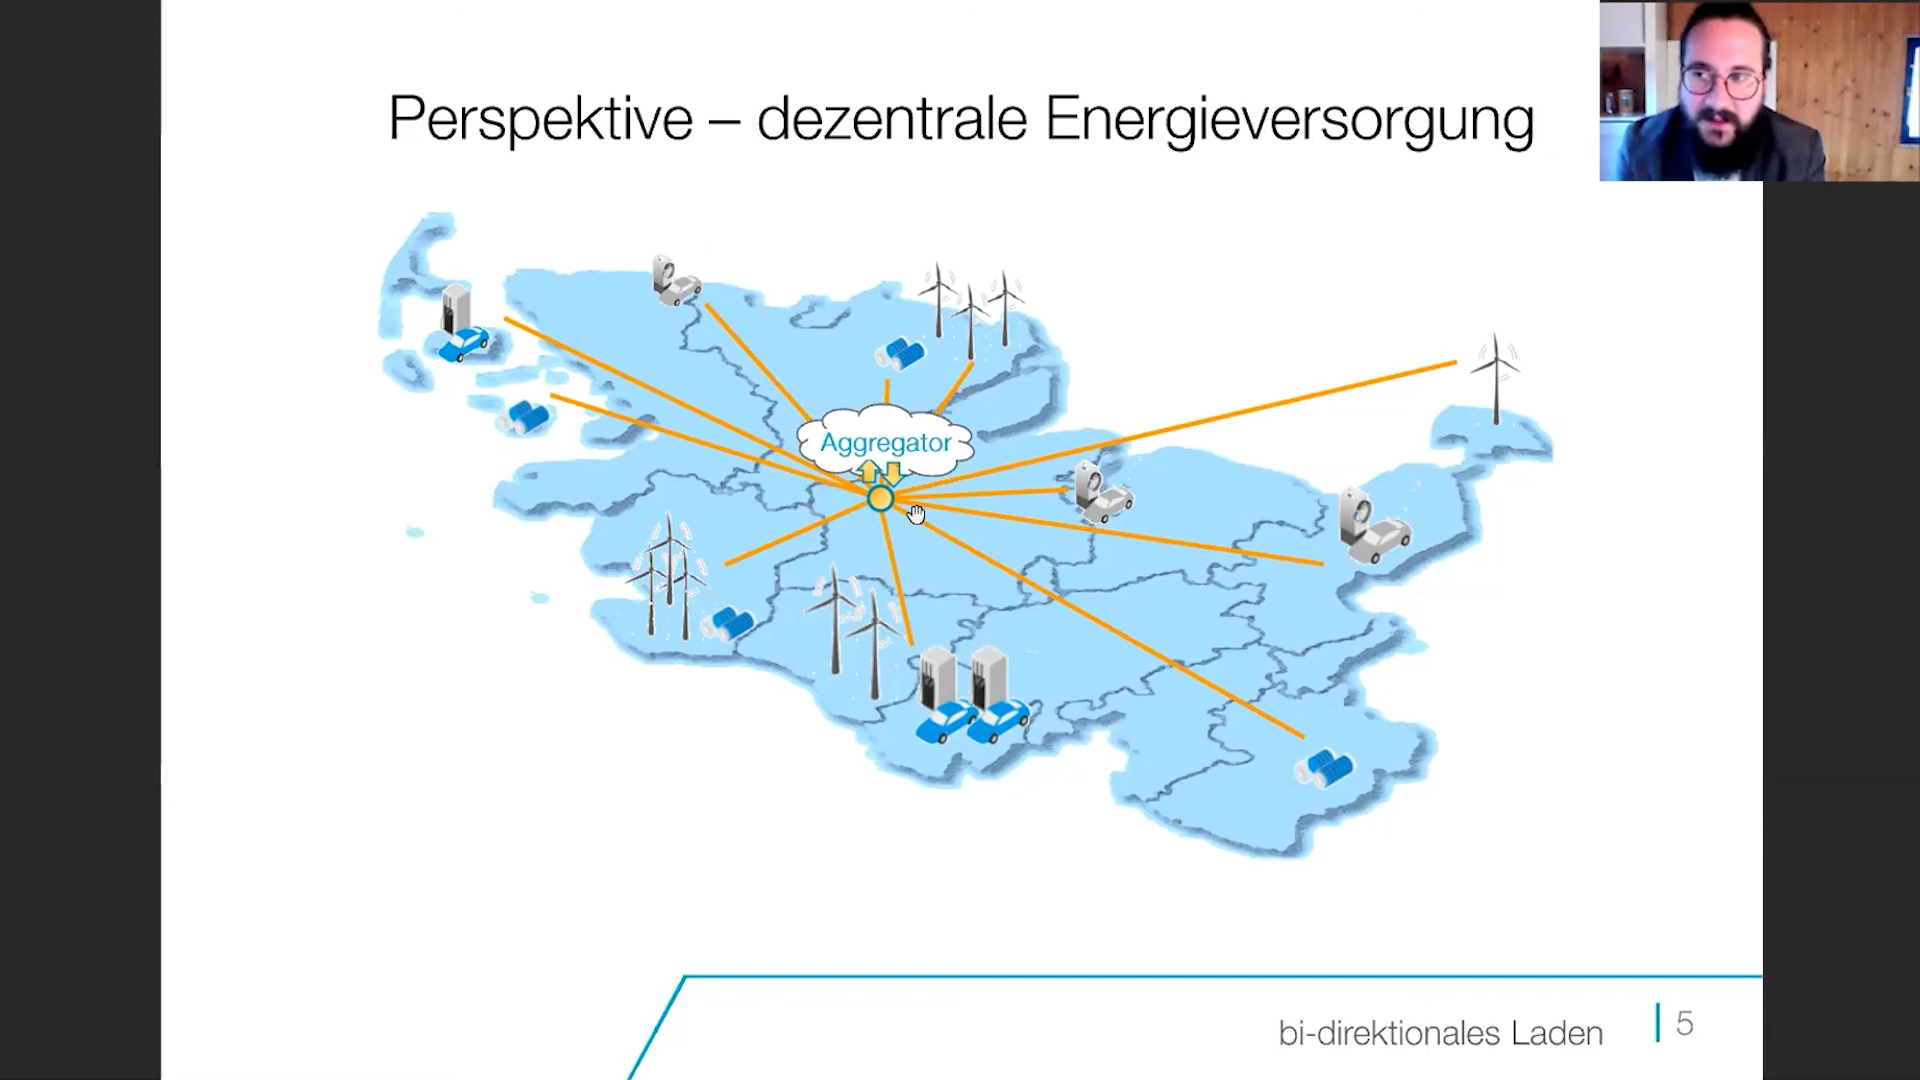 Perspektive – dezentrale Energieversorgung
Aggregator
bi-direktionales Laden
5